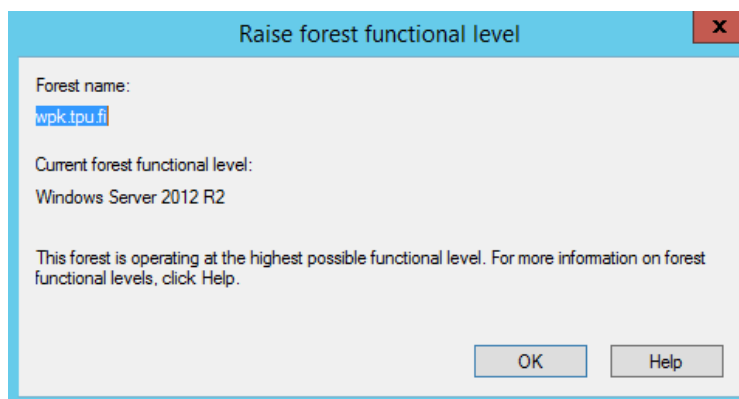 Raise forest functional level
x
Forest name:
wpk.tpu.fi
Current forest functional level:
Windows Server 2012 R2
This forest is operating at the highest possible functional level. For more information on forest
functional levels, click Help.
OK Help